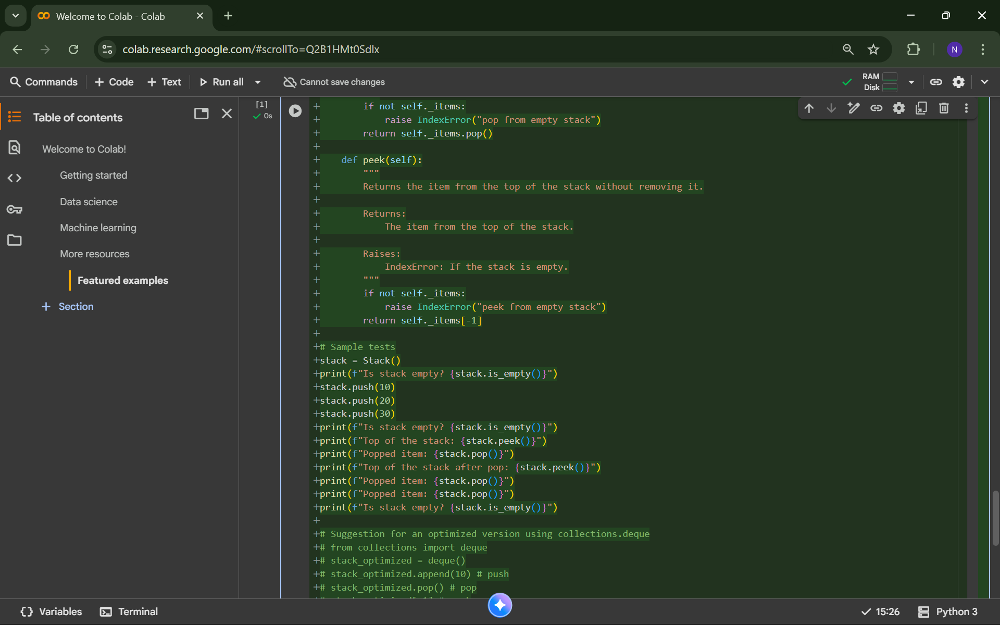 Welcome to Colab - Colab
colab.research.google.com/#scrollTo=Q2B1HMt0Sdlx
N
Commands
+ Code
+ Text
Run all
Cannot save changes
RAM
Disk
Table of contents
Welcome to Colab!
Getting started
Data science
Machine learning
More resources
Featured examples
+ Section
[1]
0s
+        if not self._items:
+            raise IndexError("pop from empty stack")
+        return self._items.pop()
+
+    def peek(self):
+        """
+        Returns the item from the top of the stack without removing it.
+
+        Returns:
+            The item from the top of the stack.
+
+        Raises:
+            IndexError: If the stack is empty.
+        """
+        if not self._items:
+            raise IndexError("peek from empty stack")
+        return self._items[-1]
+
+# Sample tests
+stack = Stack()
+print(f"Is stack empty? {stack.is_empty()}")
+stack.push(10)
+stack.push(20)
+stack.push(30)
+print(f"Is stack empty? {stack.is_empty()}")
+print(f"Top of the stack: {stack.peek()}")
+print(f"Popped item: {stack.pop()}")
+print(f"Top of the stack after pop: {stack.peek()}")
+print(f"Popped item: {stack.pop()}")
+print(f"Popped item: {stack.pop()}")
+print(f"Is stack empty? {stack.is_empty()}")
+
+# Suggestion for an optimized version using collections.deque
+# from collections import deque
+# stack_optimized = deque()
+# stack_optimized.append(10) # push
+# stack_optimized.pop() # pop
Variables
Terminal
15:26
Python 3